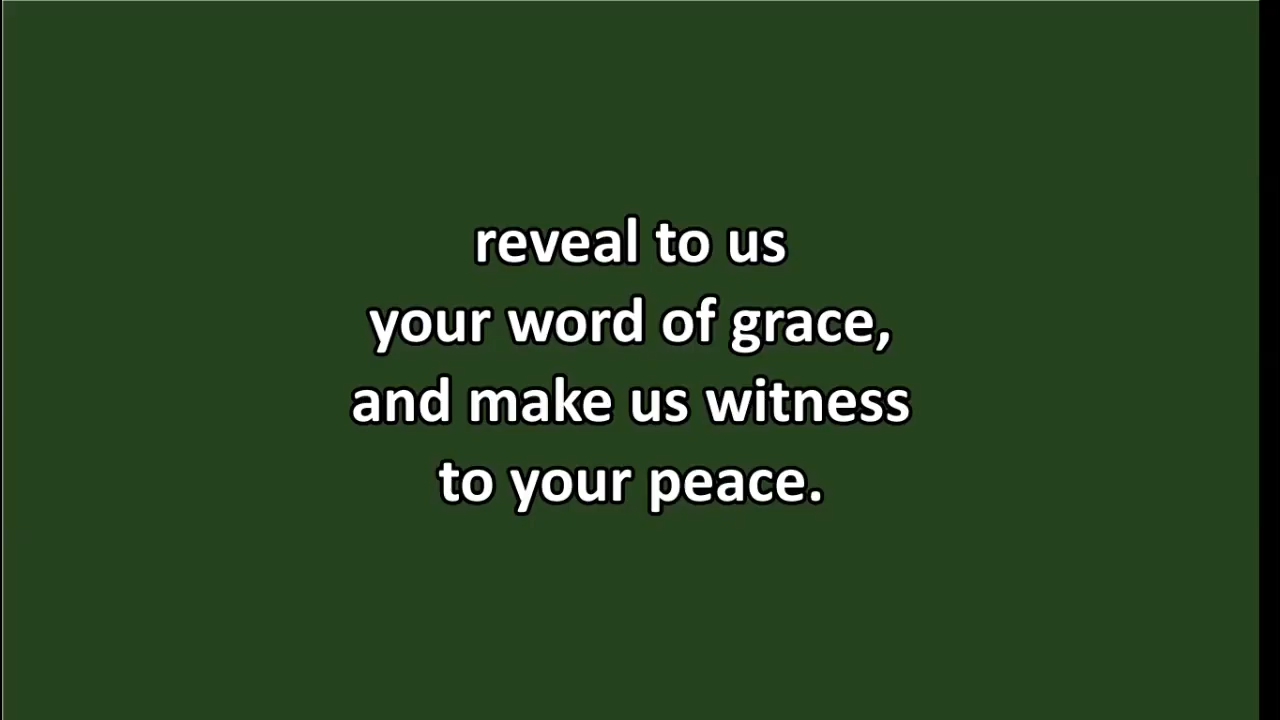 reveal to us
your word of grace,
and make us witness
to your peace.